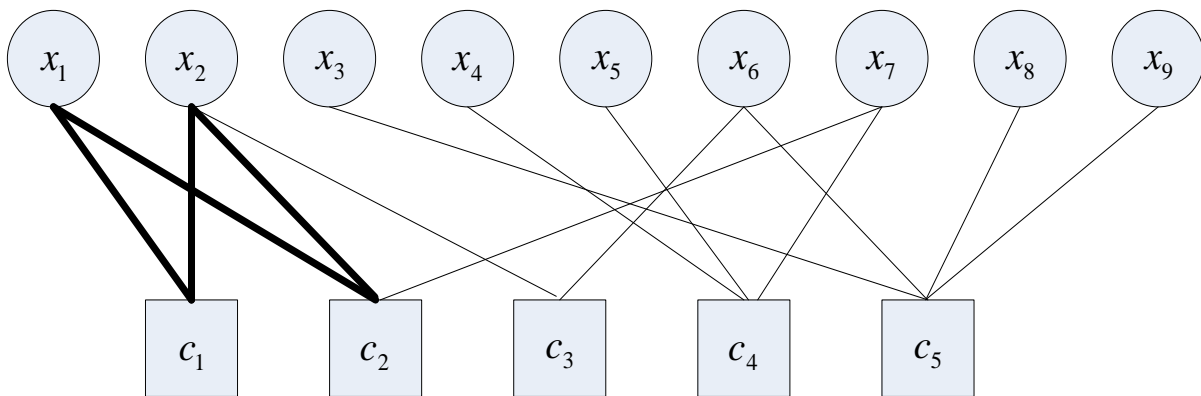 x₁ x₂ x₃ x₄ x₅ x₆ x₇ x₈ x₉
c₁ c₂ c₃ c₄ c₅